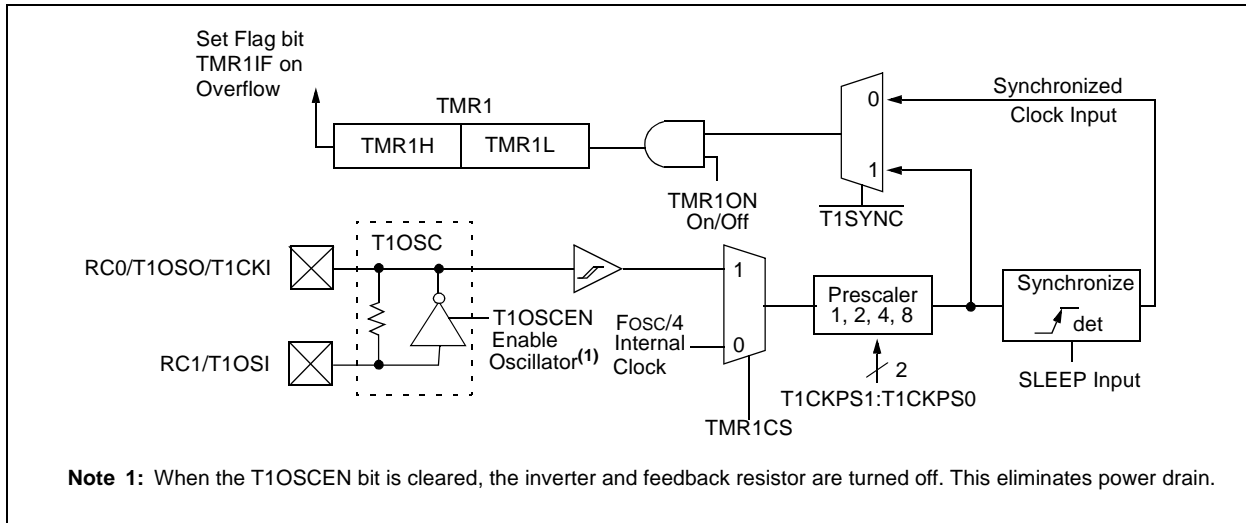 Set Flag bit
TMR1IF on
Overflow
TMR1
TMR1H
TMR1L
TMR1ON
On/Off
0
1
T1SYNC
Synchronized
Clock Input
T1OSC
RC0/T1OSO/T1CKI
RC1/T1OSI
T1OSCEN
Enable
Oscillator(1)
FOSC/4
Internal
Clock
1
0
TMR1CS
Prescaler
1, 2, 4, 8
2
T1CKPS1:T1CKPS0
Synchronize
det
SLEEP Input
Note 1: When the T1OSCEN bit is cleared, the inverter and feedback resistor are turned off. This eliminates power drain.